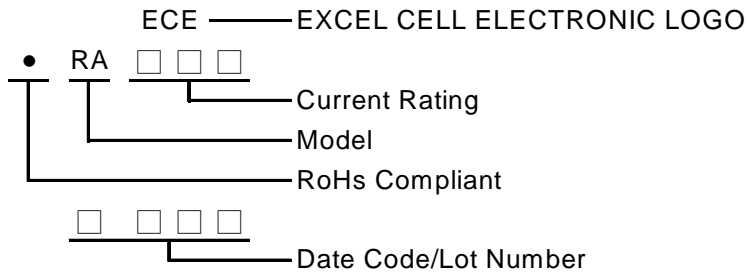 ECE EXCEL CELL ELECTRONIC LOGO
● RA □ □ □
Current Rating
Model
RoHs Compliant
□ □ □ □
Date Code/Lot Number